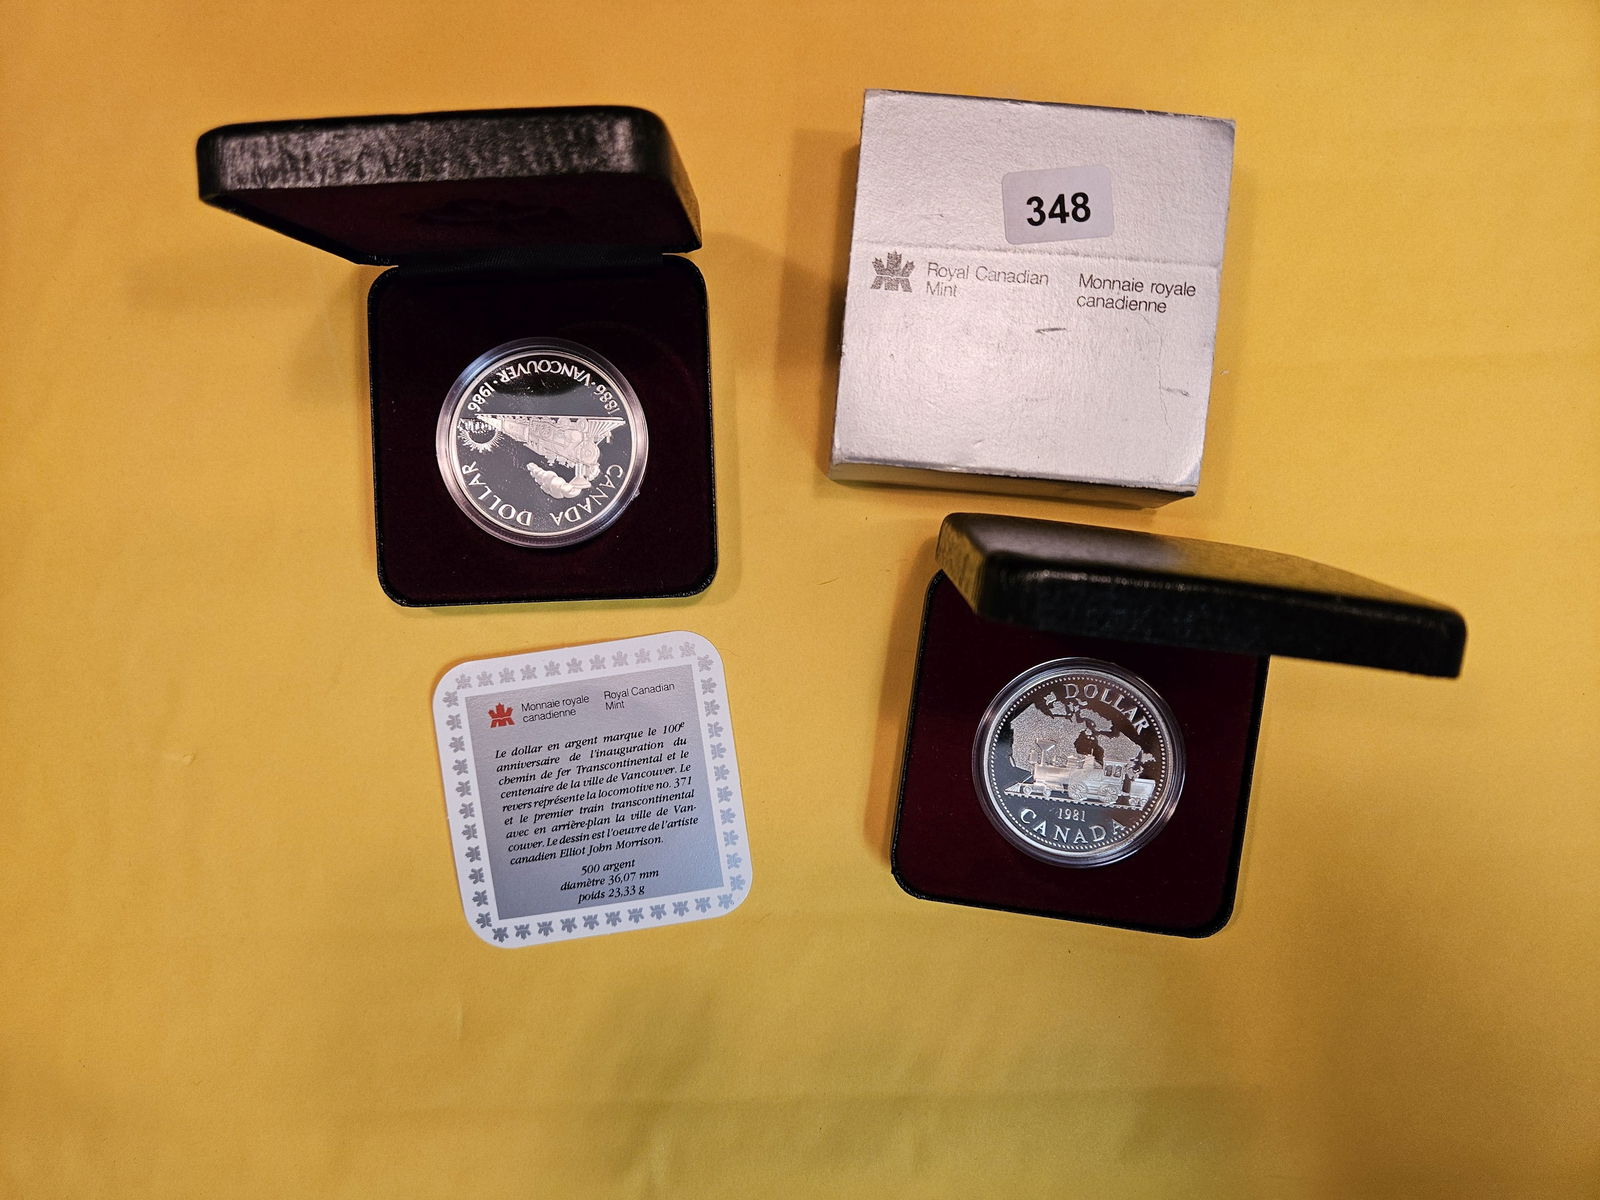 348
Royal Canadian
Mint
Monnaie royale
canadienne
1886 · VANCOUVER · 1986
CANADA DOLLAR
DOLLAR
1981
CANADA
Monnaie royale
canadienne
Royal Canadian
Mint
Le dollar en argent marque le 100e
anniversaire de l'inauguration du
chemin de fer Transcontinental et le
centenaire de la ville de Vancouver. Le
revers représente la locomotive no. 371
et le premier train transcontinental
avec en arrière-plan la ville de Van-
couver. Le dessin est l'oeuvre de l'artiste
canadien Elliot John Morrison.
500 argent
diamètre 36,07 mm
poids 23,33 g